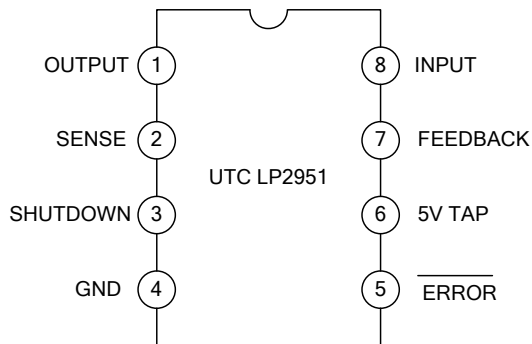 OUTPUT 1 8 INPUT
SENSE 2 7 FEEDBACK
UTC LP2951
SHUTDOWN 3 6 5V TAP
GND 4 5 ERROR